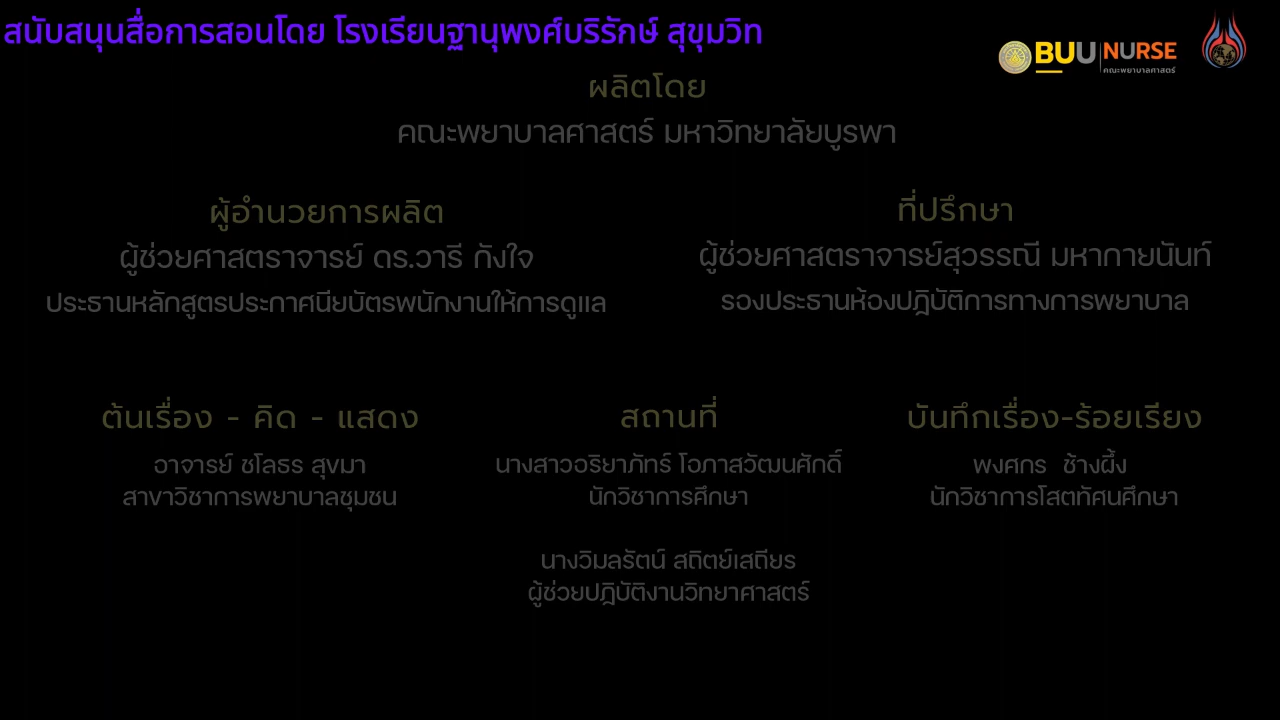 สนับสนุนสื่อการสอนโดย โรงเรียนฐานุพงศ์บริรักษ์ สุขุมวิท
BUU NURSE
คณะพยาบาลศาสตร์
ผลิตโดย
คณะพยาบาลศาสตร์ มหาวิทยาลัยบูรพา
ผู้อำนวยการผลิต
ผู้ช่วยศาสตราจารย์ ดร.วารี กังใจ
ประธานหลักสูตรประกาศนียบัตรพนักงานให้การดูแล
ที่ปรึกษา
ผู้ช่วยศาสตราจารย์สุวรรณี มหากายนันท์
รองประธานห้องปฎิบัติการทางการพยาบาล
ต้นเรื่อง - คิด - แสดง
อาจารย์ ชโลธร สุขมา
สาขาวิชาการพยาบาลชุมชน
สถานที่
นางสาวอริยาภัทร์ โอภาสวัฒนศักดิ์
นักวิชาการศึกษา
นางวิมลรัตน์ สถิตย์เสถียร
ผู้ช่วยปฎิบัติงานวิทยาศาสตร์
บันทึกเรื่อง-ร้อยเรียง
พงศกร ช้างผึ้ง
นักวิชาการโสตทัศนศึกษา